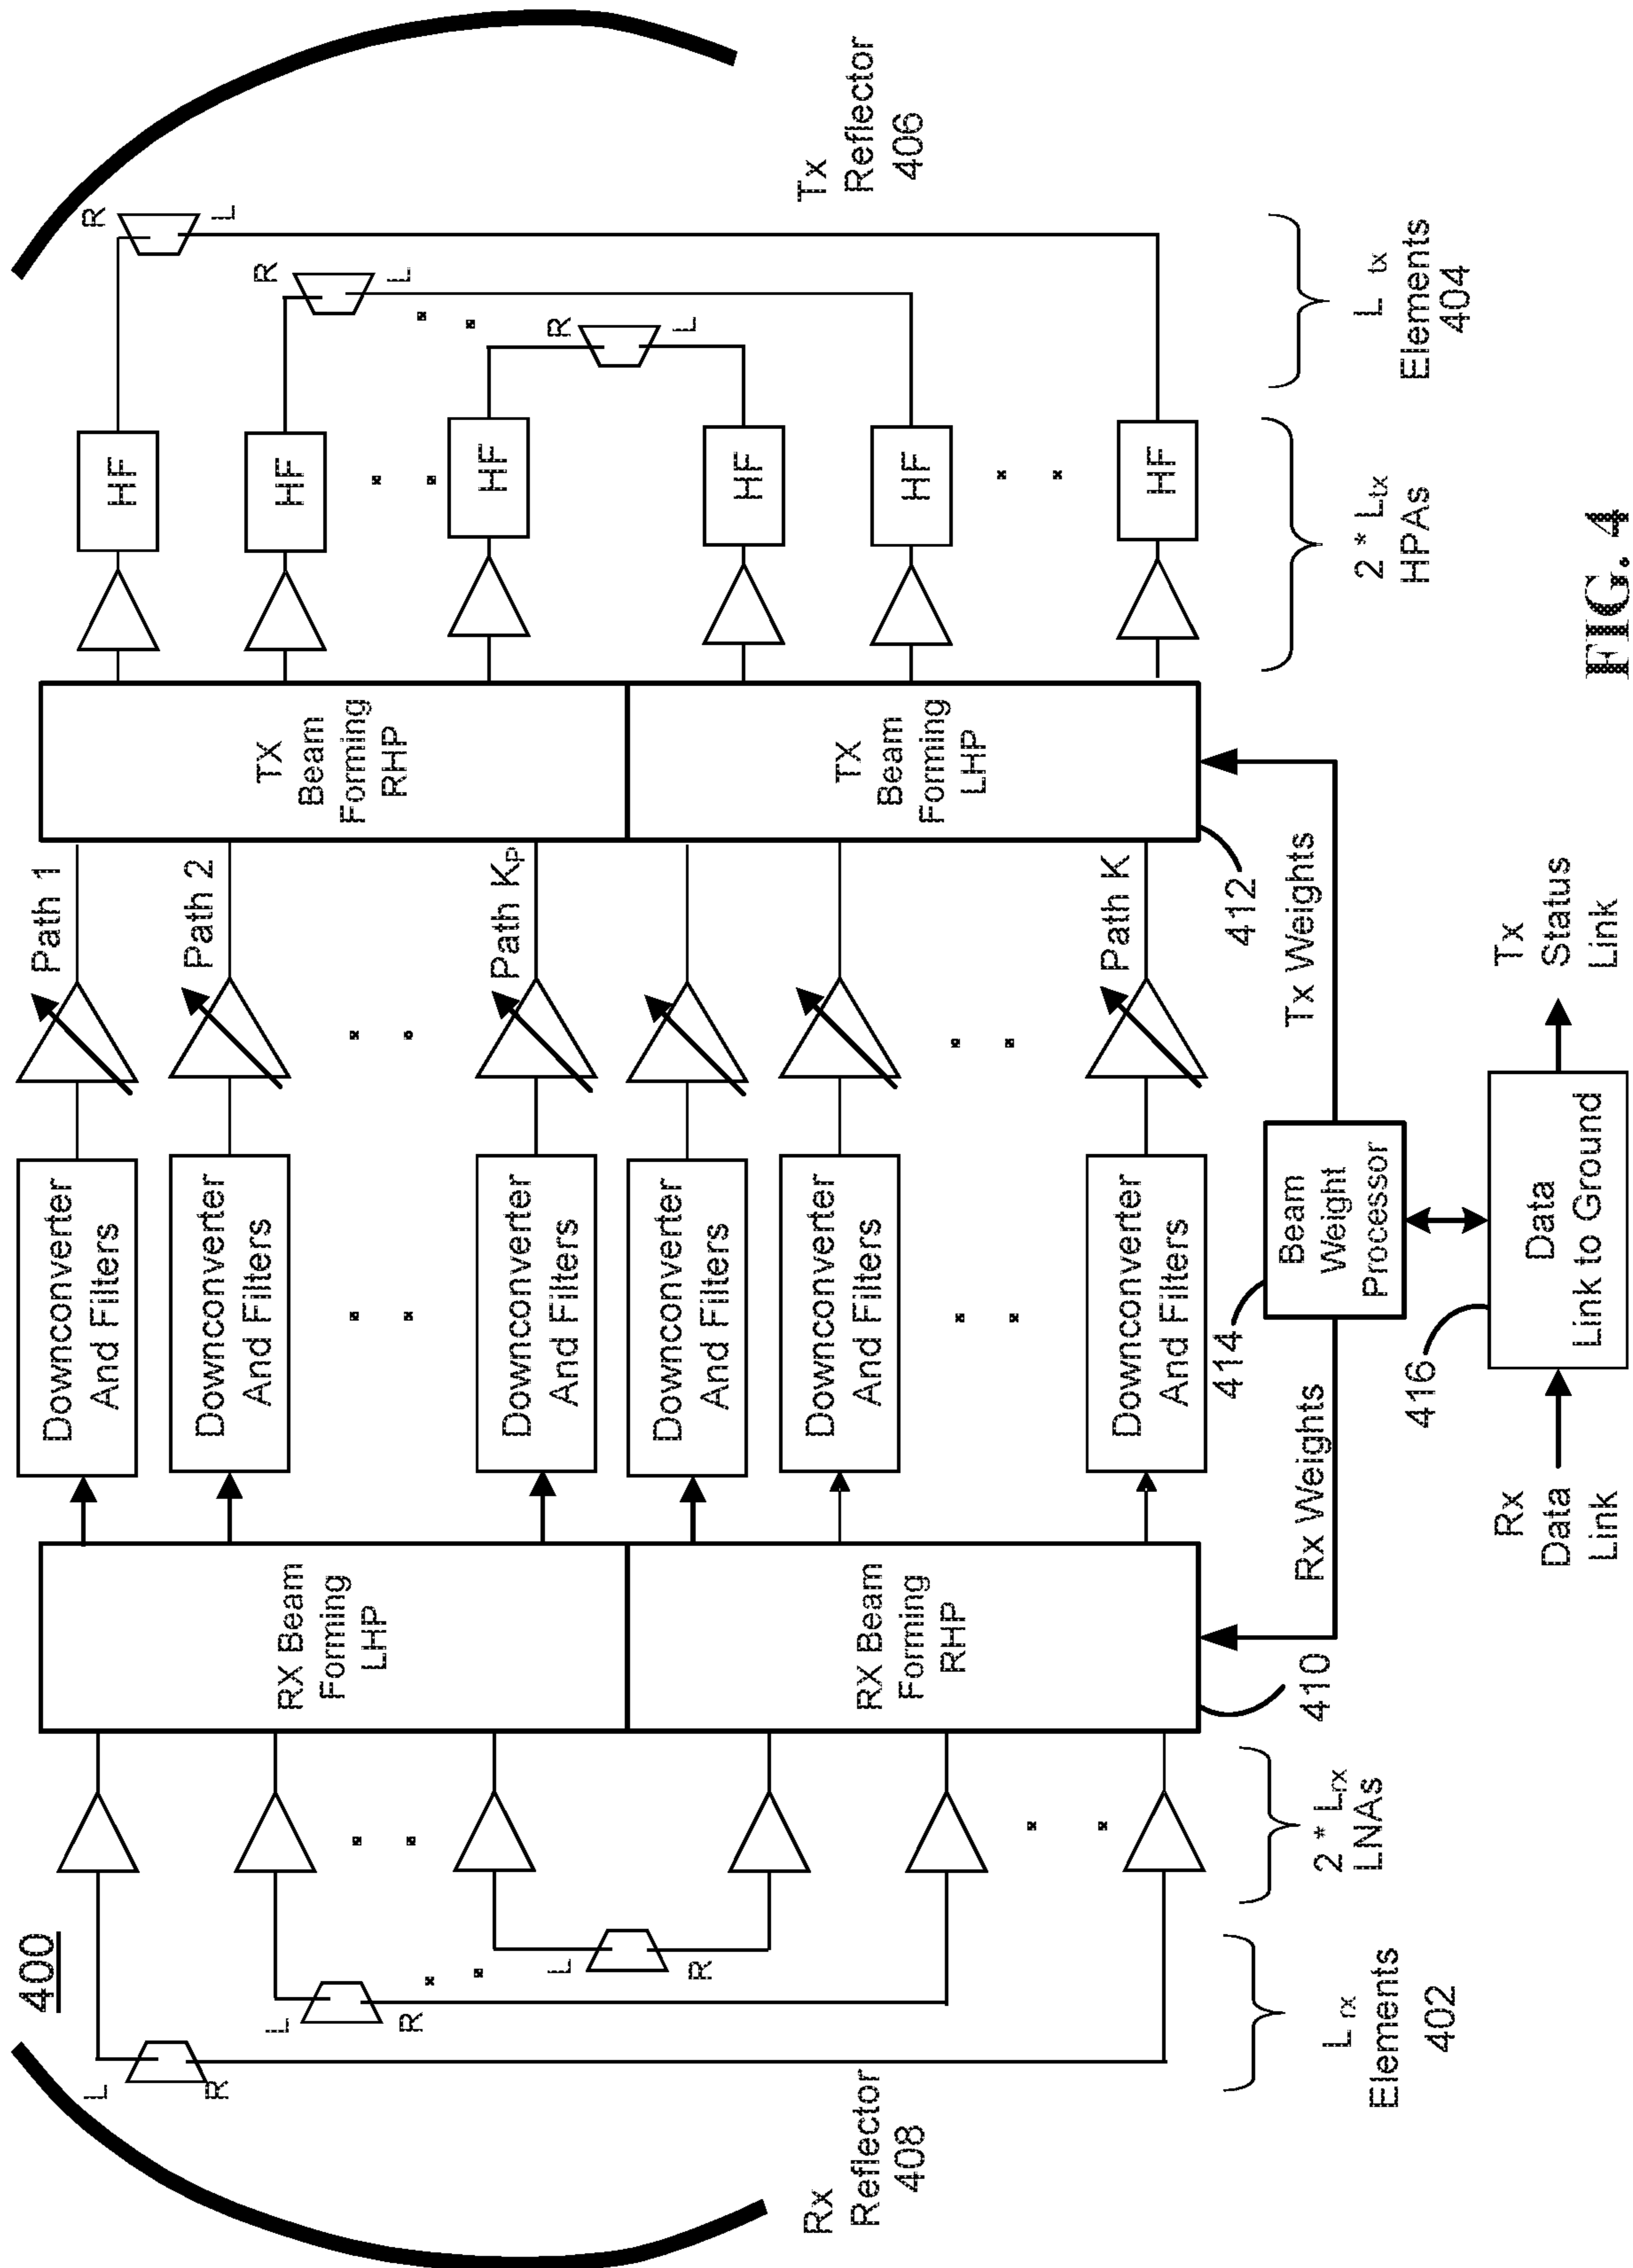 400
Rx
Reflector
408
L
R
L
R
L
R
L rx
Elements
402
2 * Lrx
LNAs
RX Beam
Forming
LHP
RX Beam
Forming
RHP
410
Downconverter
And Filters
Downconverter
And Filters
Downconverter
And Filters
Downconverter
And Filters
Downconverter
And Filters
Downconverter
And Filters
Path 1
Path 2
Path Kp
Path K
TX
Beam
Forming
RHP
TX
Beam
Forming
LHP
412
HF
HF
HF
HF
HF
HF
2 * Ltx
HPAs
R
L
R
L
R
L
L tx
Elements
404
Tx
Reflector
406
Rx Weights
414
Beam
Weight
Processor
Tx Weights
Rx
Data
Link
416
Data
Link to Ground
Tx
Status
Link
FIG. 4